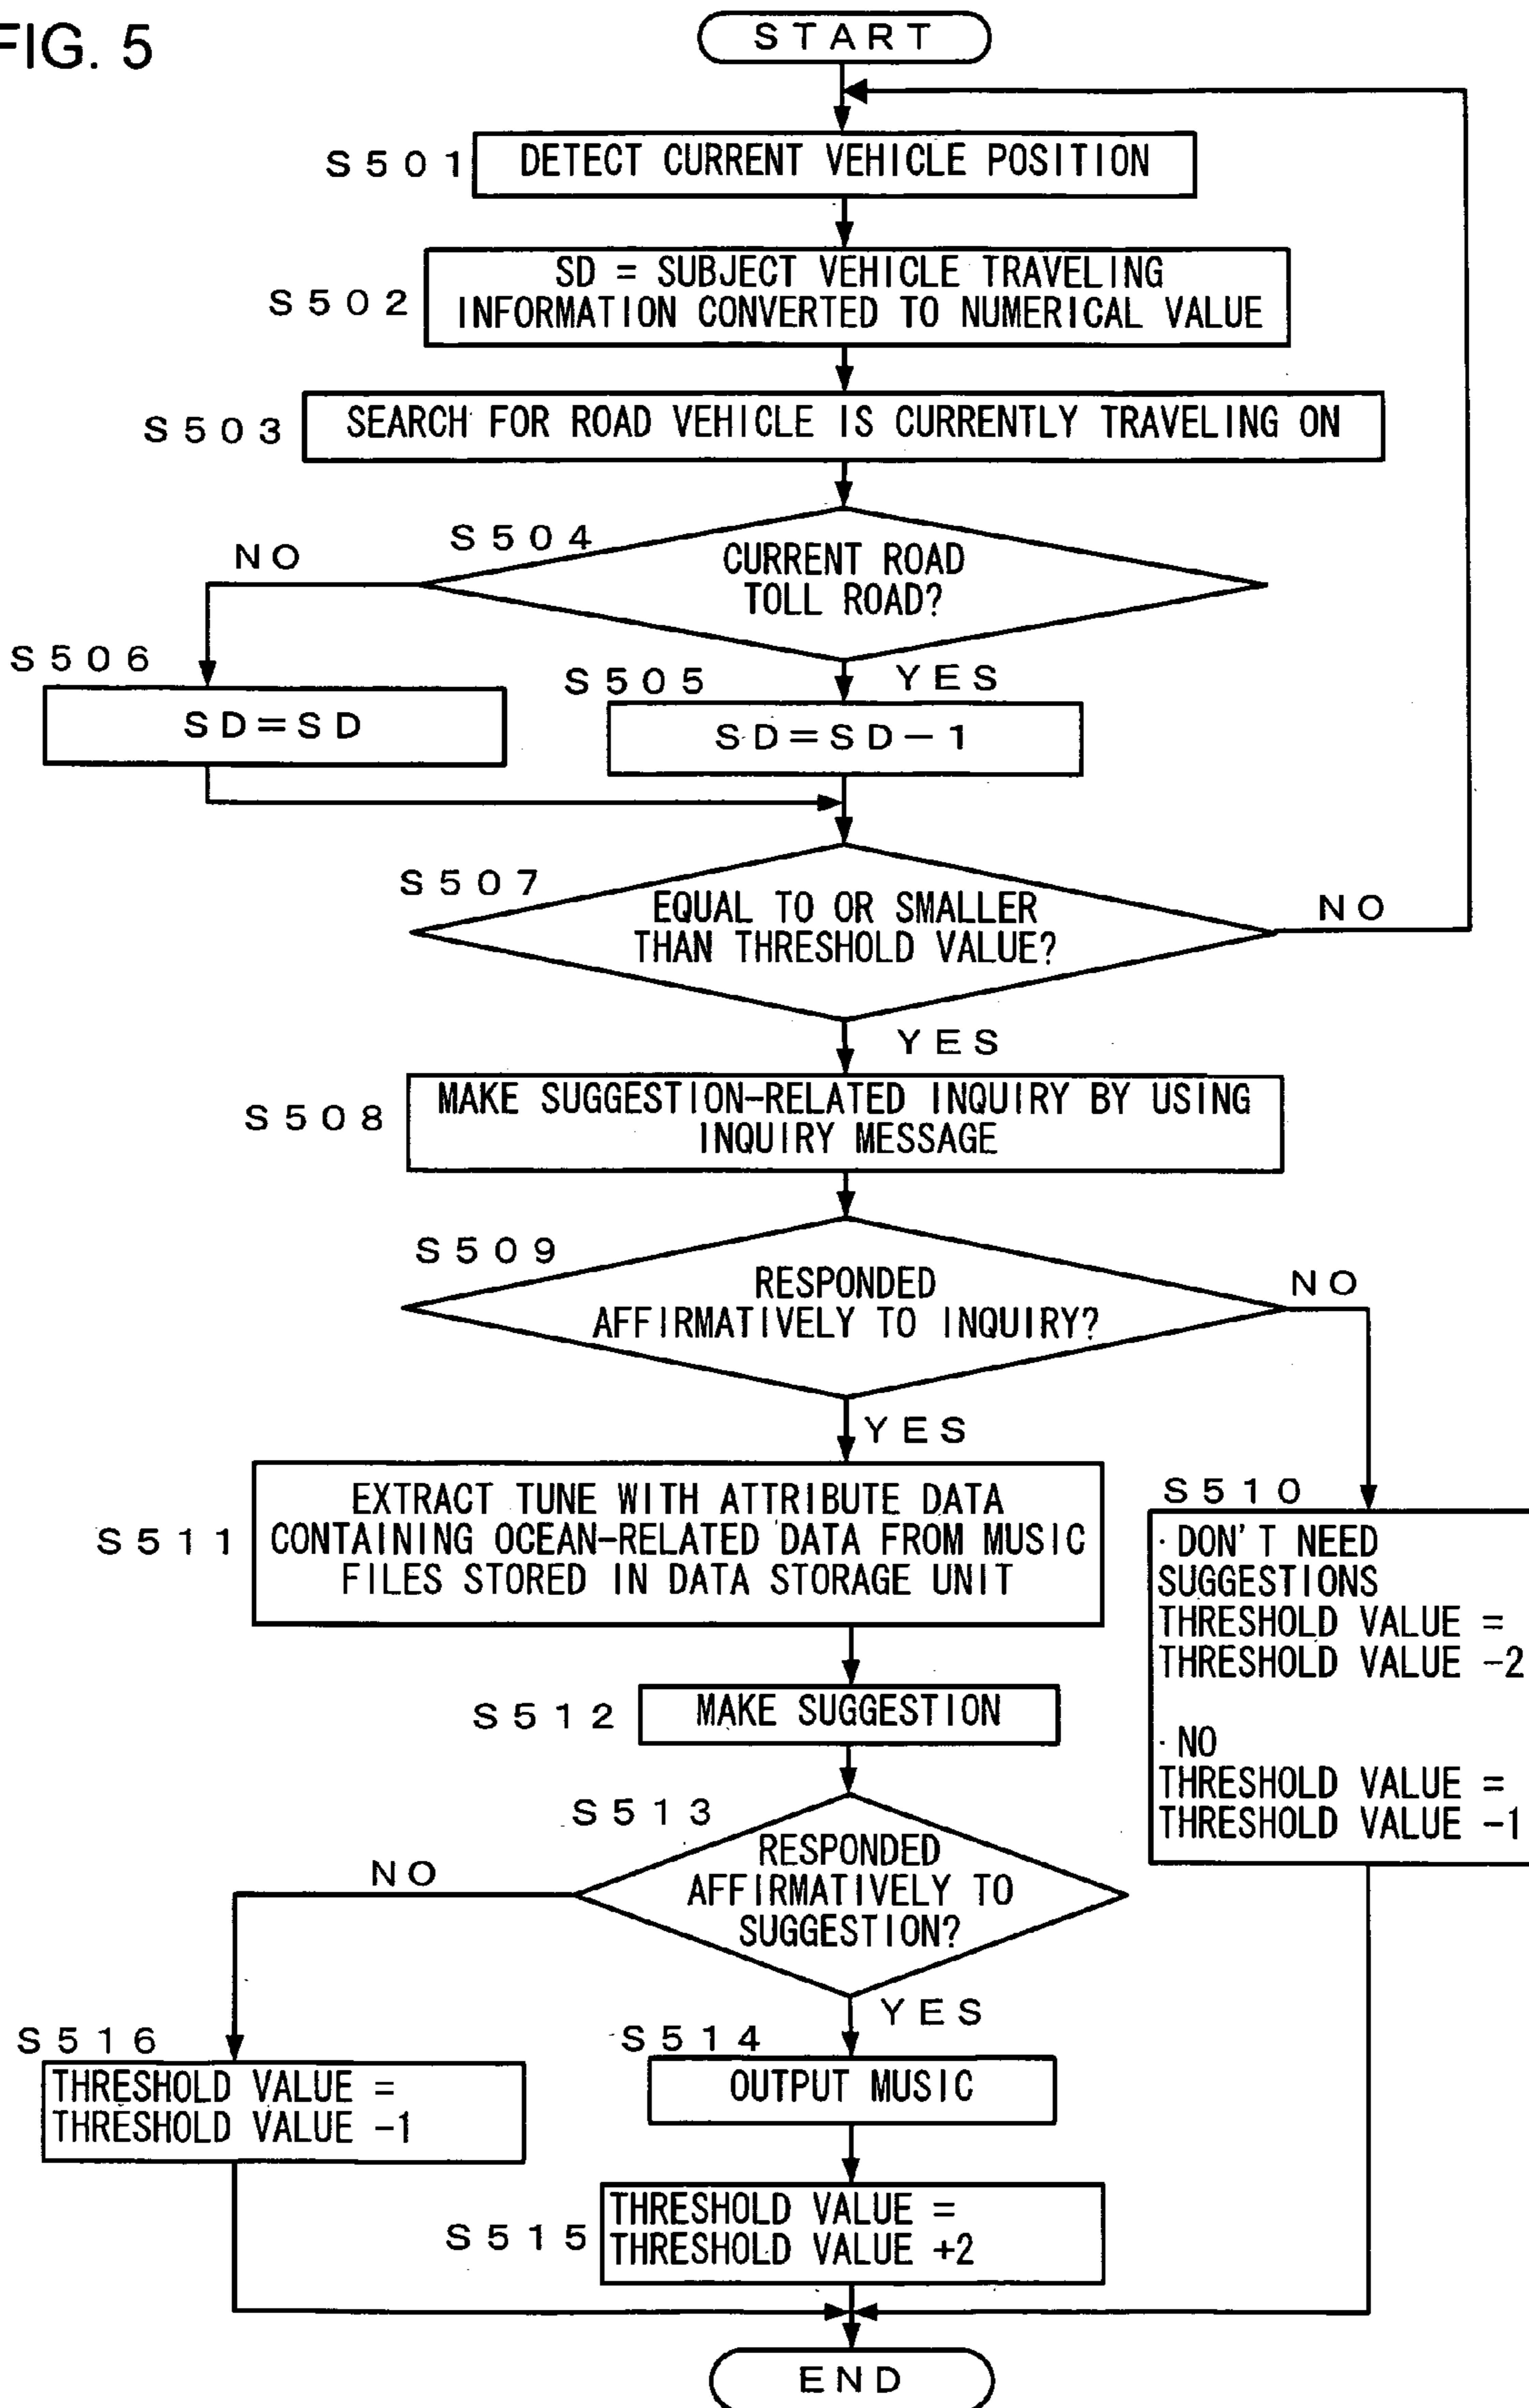 FIG. 5
START
S501
DETECT CURRENT VEHICLE POSITION
S502
SD = SUBJECT VEHICLE TRAVELING
INFORMATION CONVERTED TO NUMERICAL VALUE
S503
SEARCH FOR ROAD VEHICLE IS CURRENTLY TRAVELING ON
S504
CURRENT ROAD
TOLL ROAD?
NO
YES
S506
SD=SD
S505
SD=SD-1
S507
EQUAL TO OR SMALLER
THAN THRESHOLD VALUE?
NO
YES
S508
MAKE SUGGESTION-RELATED INQUIRY BY USING
INQUIRY MESSAGE
S509
RESPONDED
AFFIRMATIVELY TO INQUIRY?
NO
YES
S510
· DON'T NEED
SUGGESTIONS
THRESHOLD VALUE =
THRESHOLD VALUE -2
· NO
THRESHOLD VALUE =
THRESHOLD VALUE -1
S511
EXTRACT TUNE WITH ATTRIBUTE DATA
CONTAINING OCEAN-RELATED DATA FROM MUSIC
FILES STORED IN DATA STORAGE UNIT
S512
MAKE SUGGESTION
S513
RESPONDED
AFFIRMATIVELY TO
SUGGESTION?
NO
YES
S516
THRESHOLD VALUE =
THRESHOLD VALUE -1
S514
OUTPUT MUSIC
S515
THRESHOLD VALUE =
THRESHOLD VALUE +2
END